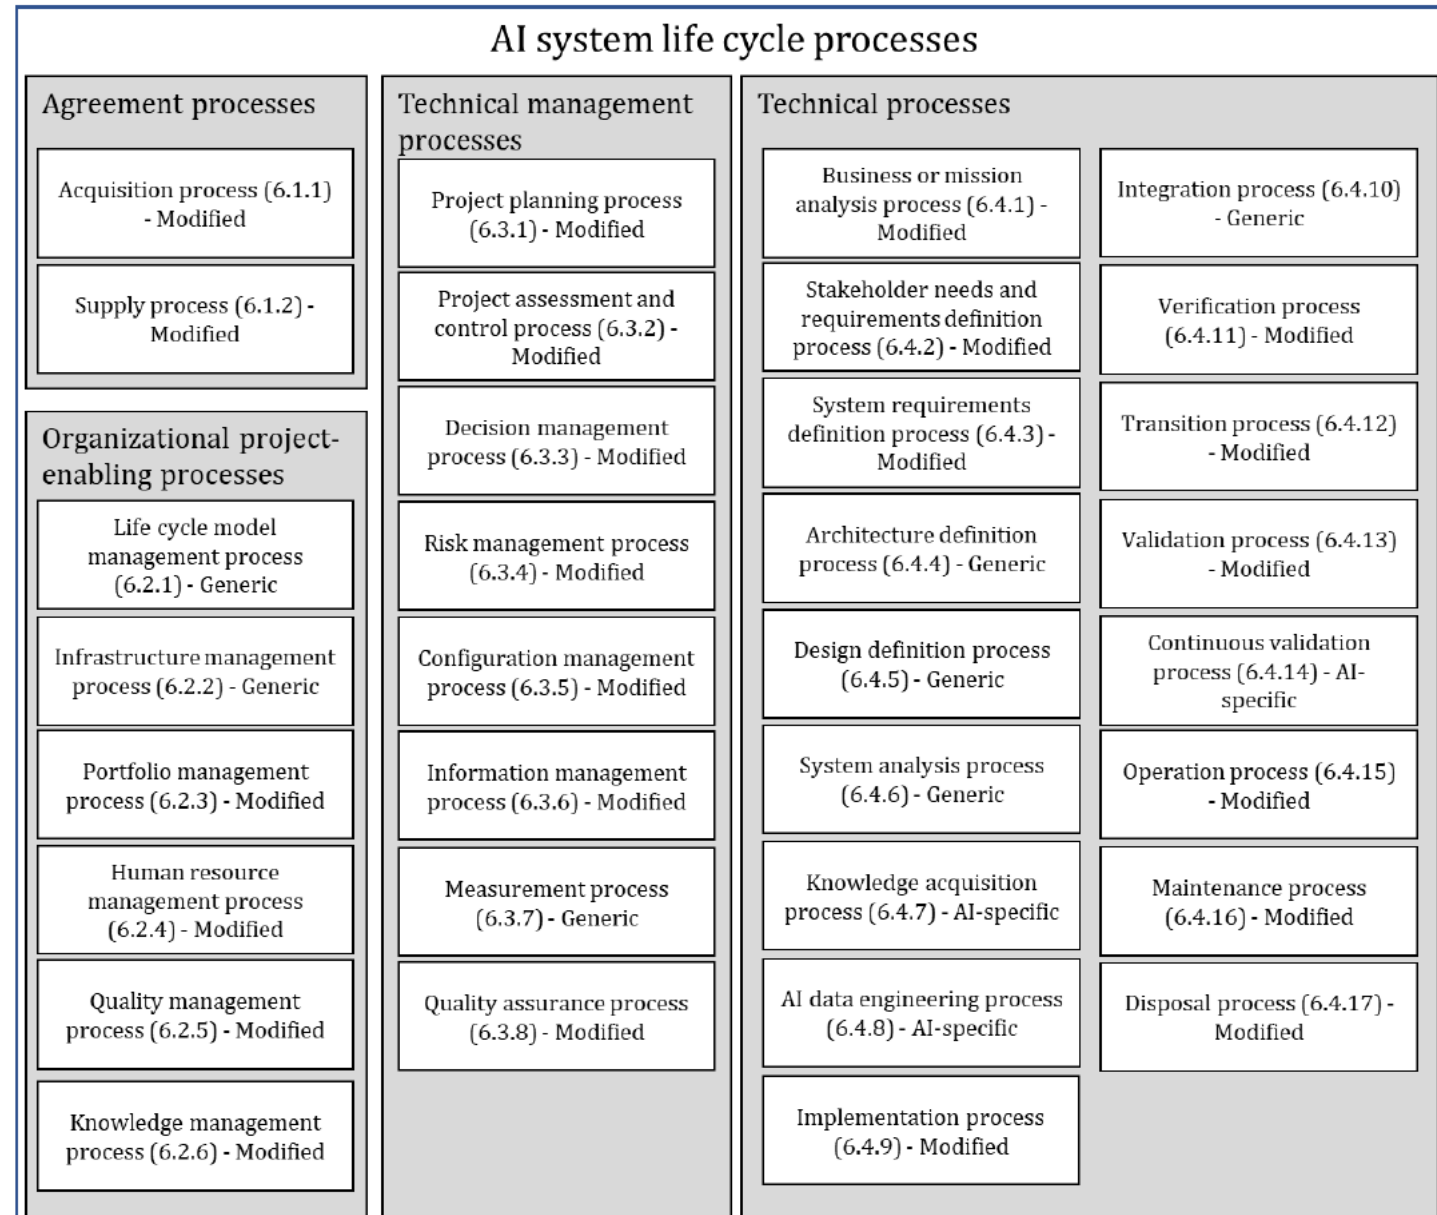 AI system life cycle processes
Agreement processes
Acquisition process (6.1.1)
- Modified
Supply process (6.1.2) -
Modified
Organizational project-
enabling processes
Life cycle model
management process
(6.2.1) - Generic
Infrastructure management
process (6.2.2) - Generic
Portfolio management
process (6.2.3) - Modified
Human resource
management process
(6.2.4) - Modified
Quality management
process (6.2.5) - Modified
Knowledge management
process (6.2.6) - Modified
Technical management
processes
Project planning process
(6.3.1) - Modified
Project assessment and
control process (6.3.2) -
Modified
Decision management
process (6.3.3) - Modified
Risk management process
(6.3.4) - Modified
Configuration management
process (6.3.5) - Modified
Information management
process (6.3.6) - Modified
Measurement process
(6.3.7) - Generic
Quality assurance process
(6.3.8) - Modified
Technical processes
Business or mission
analysis process (6.4.1) -
Modified
Stakeholder needs and
requirements definition
process (6.4.2) - Modified
System requirements
definition process (6.4.3) -
Modified
Architecture definition
process (6.4.4) - Generic
Design definition process
(6.4.5) - Generic
System analysis process
(6.4.6) - Generic
Knowledge acquisition
process (6.4.7) - AI-specific
AI data engineering process
(6.4.8) - AI-specific
Implementation process
(6.4.9) - Modified
Integration process (6.4.10)
- Generic
Verification process
(6.4.11) - Modified
Transition process (6.4.12)
- Modified
Validation process (6.4.13)
- Modified
Continuous validation
process (6.4.14) - AI-
specific
Operation process (6.4.15)
- Modified
Maintenance process
(6.4.16) - Modified
Disposal process (6.4.17) -
Modified